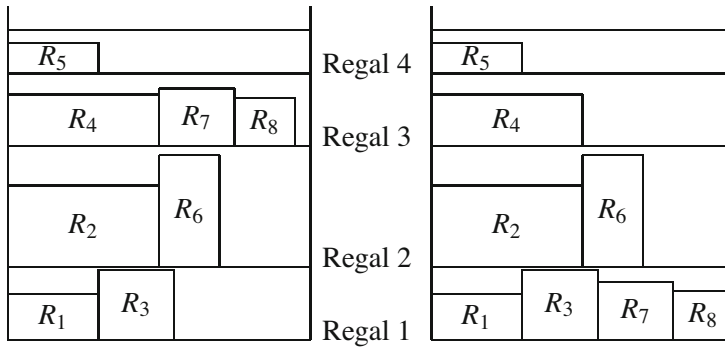 R5 Regal 4 R5
R4 R7 R8 Regal 3 R4
R2 R6 Regal 2 R2 R6
R1 R3 Regal 1 R1 R3 R7 R8